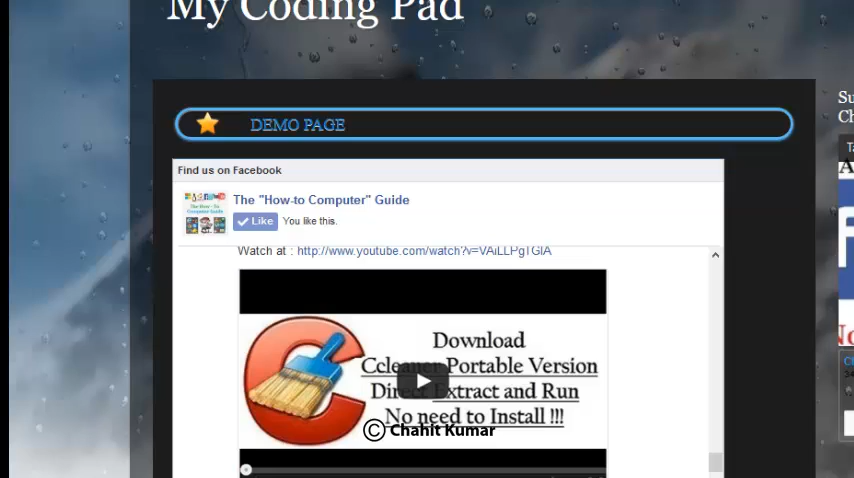 My Coding Pad
DEMO PAGE
Find us on Facebook
The "How-to Computer" Guide
Like You like this.
Watch at : http://www.youtube.com/watch?v=VAiLLPgTGIA
Download
Ccleaner Portable Version
Direct Extract and Run
No need to Install !!!
© Chahit Kumar